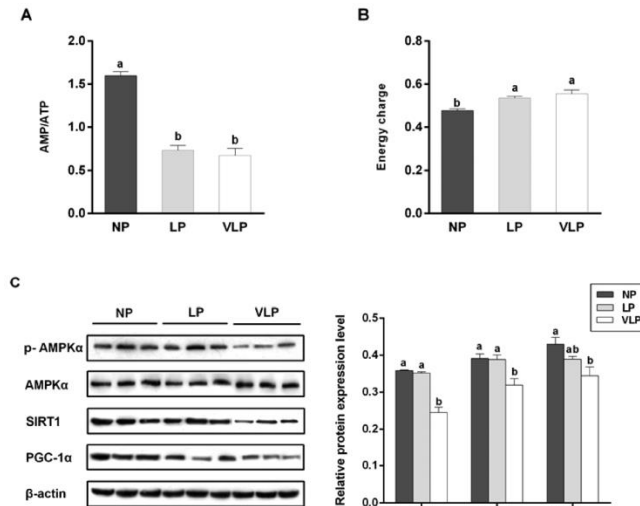 A
AMP/ATP
2.0
1.5
1.0
0.5
0.0
a
b
b
NP
LP
VLP
B
Energy charge
0.8
0.6
0.4
0.2
0.0
b
a
a
NP
LP
VLP
C
NP
LP
VLP
p- AMPKα
AMPKα
SIRT1
PGC-1α
β-actin
NP
LP
VLP
Relative protein expression level
0.5
0.4
0.3
0.2
0.1
0.0
a
a
b
a
a
b
a
ab
b